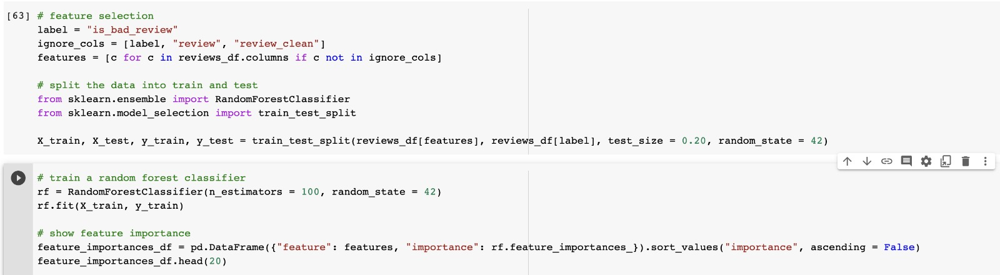 [63] # feature selection
label = "is_bad_review"
ignore_cols = [label, "review", "review_clean"]
features = [c for c in reviews_df.columns if c not in ignore_cols]
# split the data into train and test
from sklearn.ensemble import RandomForestClassifier
from sklearn.model_selection import train_test_split
X_train, X_test, y_train, y_test = train_test_split(reviews_df[features], reviews_df[label], test_size = 0.20, random_state = 42)
# train a random forest classifier
rf = RandomForestClassifier(n_estimators = 100, random_state = 42)
rf.fit(X_train, y_train)
# show feature importance
feature_importances_df = pd.DataFrame({"feature": features, "importance": rf.feature_importances_}).sort_values("importance", ascending = False)
feature_importances_df.head(20)